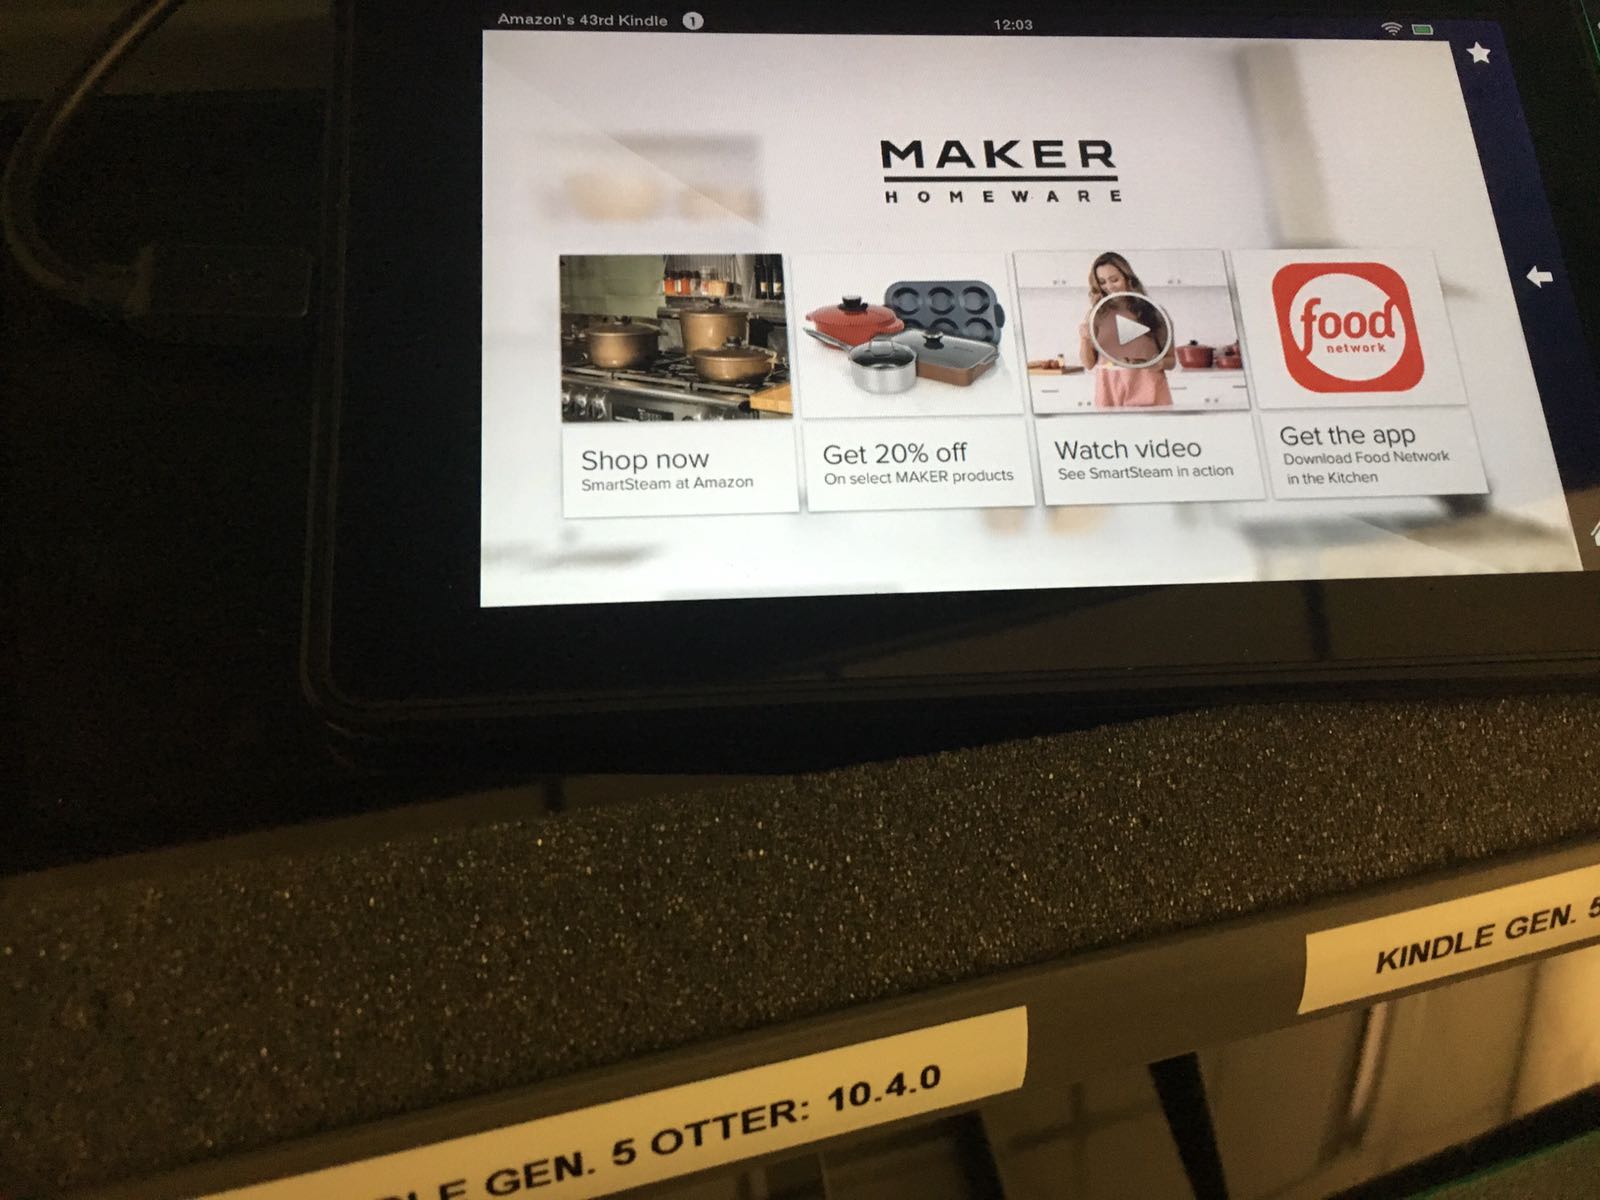 Amazon's 43rd Kindle 1
12:03
MAKER
HOMEWARE
food
network
Shop now
SmartSteam at Amazon
Get 20% off
On select MAKER products
Watch video
See SmartSteam in action
Get the app
Download Food Network
in the Kitchen
KINDLE GEN. 5
GEN. 5 OTTER: 10.4.0